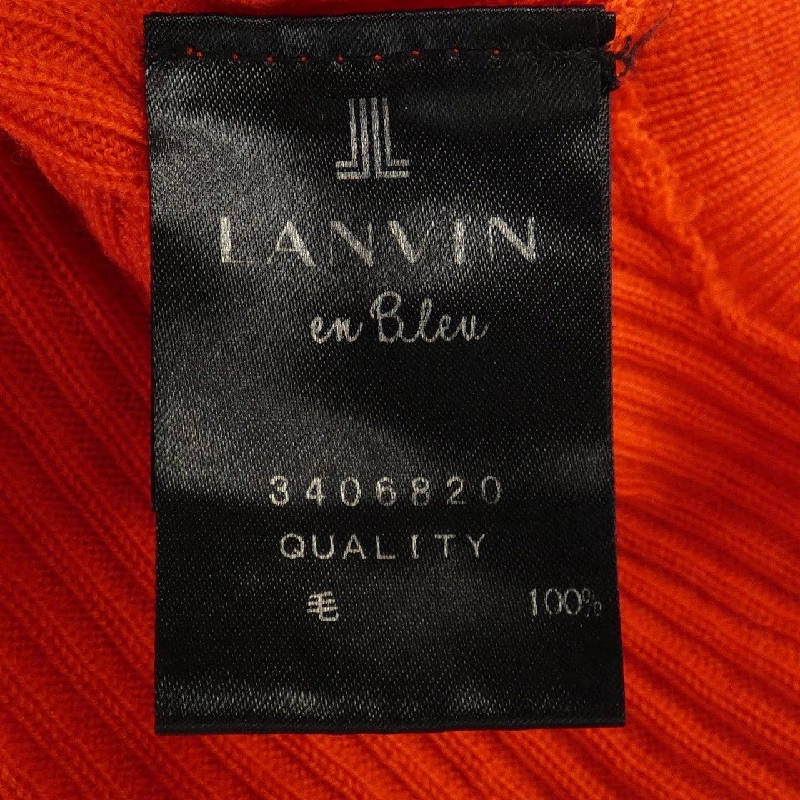 LANVIN
en Bleu
3406820
QUALITY
毛 100%